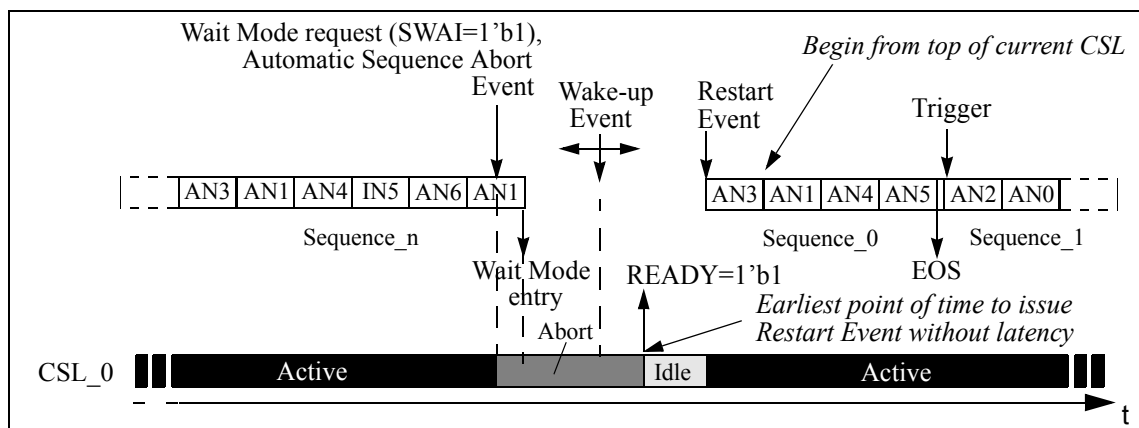 Wait Mode request (SWAI=1’b1),
Automatic Sequence Abort
Event
Wake-up
Event
Restart
Event
Begin from top of current CSL
Trigger
AN3 AN1 AN4 IN5 AN6 AN1
AN3 AN1 AN4 AN5 AN2 AN0
Sequence_n
Sequence_0
Sequence_1
Wait Mode
entry
READY=1’b1
EOS
Earliest point of time to issue
Restart Event without latency
Abort
CSL_0
Active
Idle
Active
t